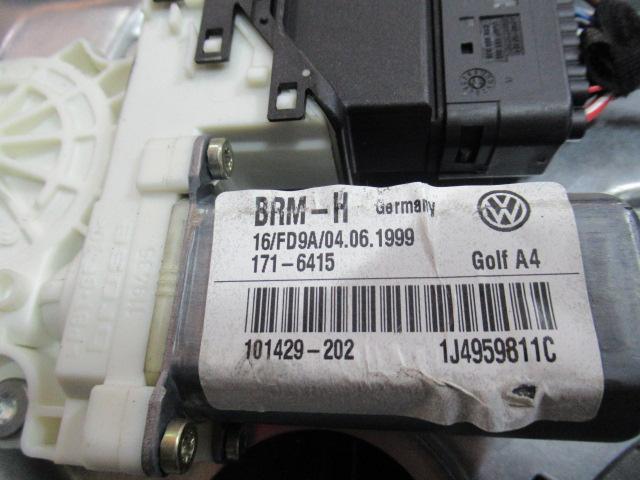 BRM-H Germany
16/FD9A/04.06.1999
171-6415 Golf A4
101429-202 1J4959811C